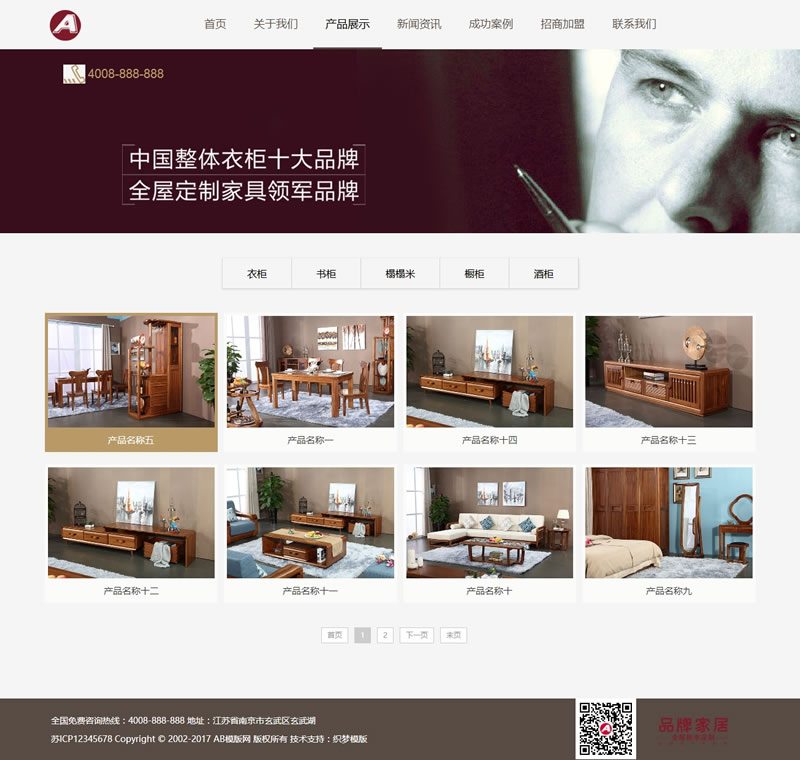 A
首页 关于我们 产品展示 新闻资讯 成功案例 招商加盟 联系我们
4008-888-888
中国整体衣柜十大品牌
全屋定制家具领军品牌
衣柜 书柜 榻榻米 橱柜 酒柜
产品名称五 产品名称一 产品名称十四 产品名称十三
产品名称十二 产品名称十一 产品名称十 产品名称九
首页 1 2 下一页 末页
全国免费咨询热线：4008-888-888 地址：江苏省南京市玄武区玄武湖
苏ICP12345678 Copyright © 2002-2017 AB模版网 版权所有 技术支持：织梦模版
品牌家居